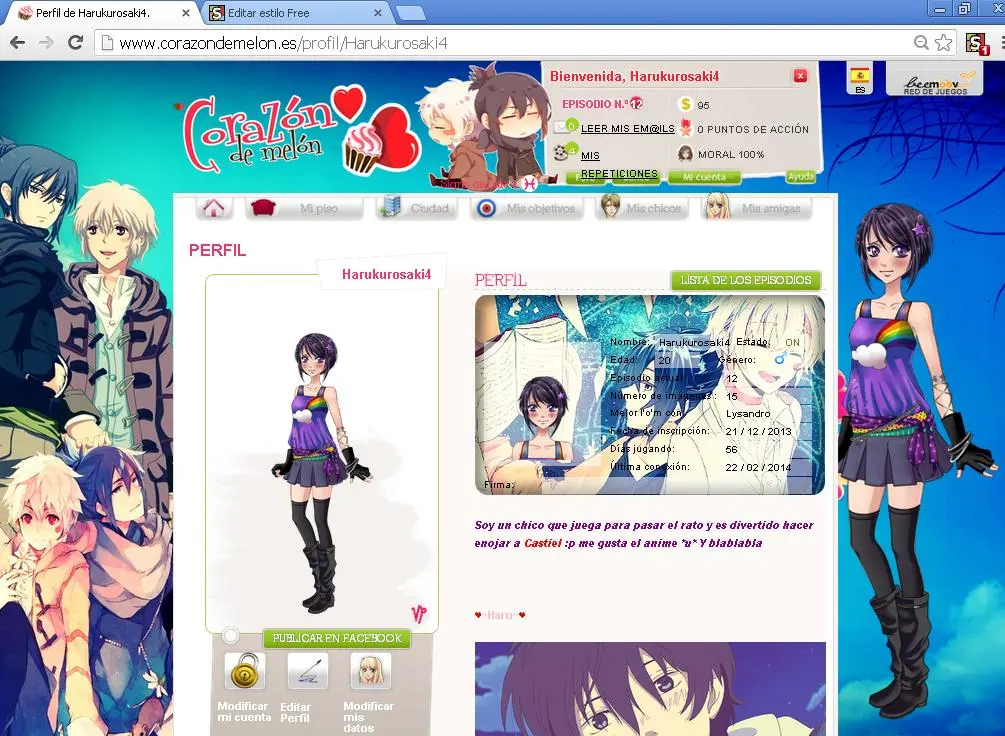 Perfil de Harukurosaki4.
Editar estilo Free
www.corazondemelon.es/profil/Harukurosaki4
1
Corazón
de melón
Bienvenida, Harukurosaki4
EPISODIO N.º 12
95
0
LEER MIS EM@ILS
0 PUNTOS DE ACCIÓN
4
MIS
REPETICIONES
MORAL 100%
Mi cuenta
Ayuda
ES
beemoov
RED DE JUEGOS
Mi piso
Ciudad
Mis objetivos
Mis chicos
Mis amigas
PERFIL
Harukurosaki4
PERFIL
LISTA DE LOS EPISODIOS
Nombre: Harukurosaki4 Estado: ON
Edad: 20 Género:
Episodio actual: 12
Número de imágenes : 15
Mejor l'o'm con: Lysandro
Fecha de inscripción: 21 / 12 / 2013
Días jugando: 56
Última conexión: 22 / 02 / 2014
Firma:
Soy un chico que juega para pasar el rato y es divertido hacer
enojar a Castiel :p me gusta el anime *u* Y blablabla
♥~Haru~♥
VP
PUBLICAR EN FACEBOOK
Modificar
mi cuenta
Editar
Perfil
Modificar
mis
datos